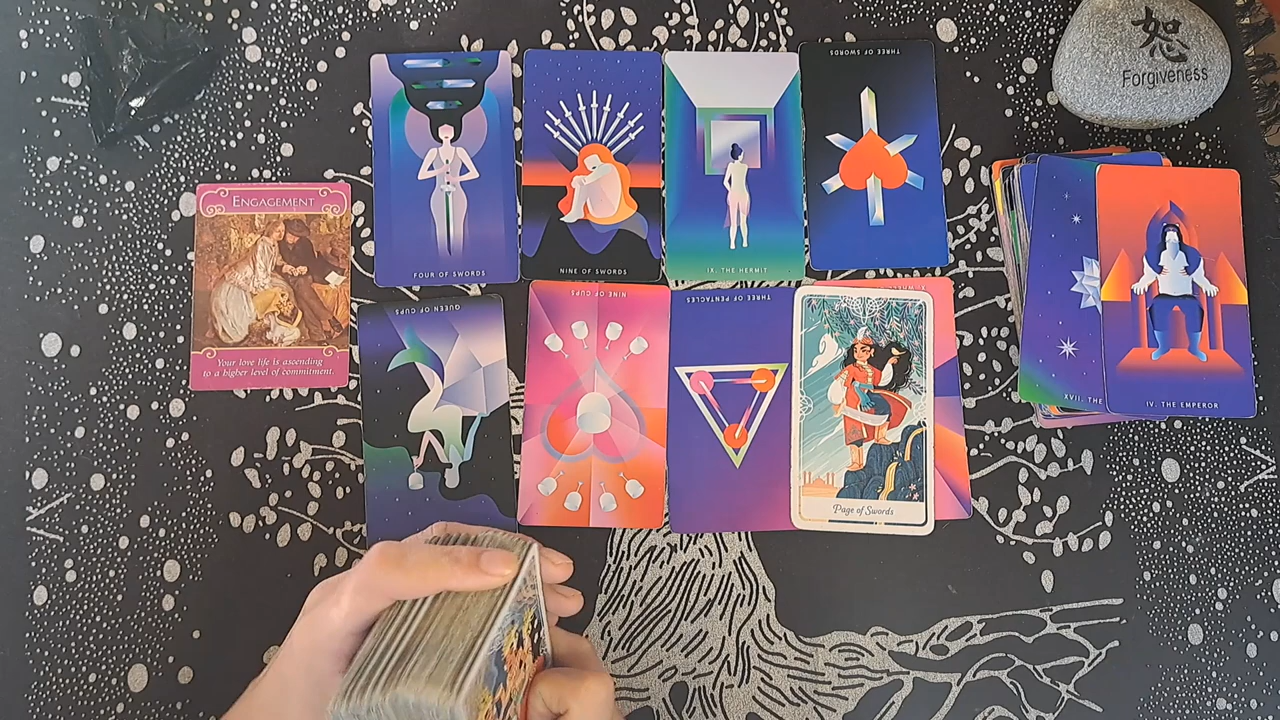 THREE OF SWORDS
恕
Forgiveness
ENGAGEMENT
Your love life is ascending
to a higher level of commitment.
FOUR OF SWORDS
NINE OF SWORDS
IX. THE HERMIT
QUEEN OF CUPS
NINE OF CUPS
THREE OF PENTACLES
Page of Swords
XVII. THE
IV. THE EMPEROR